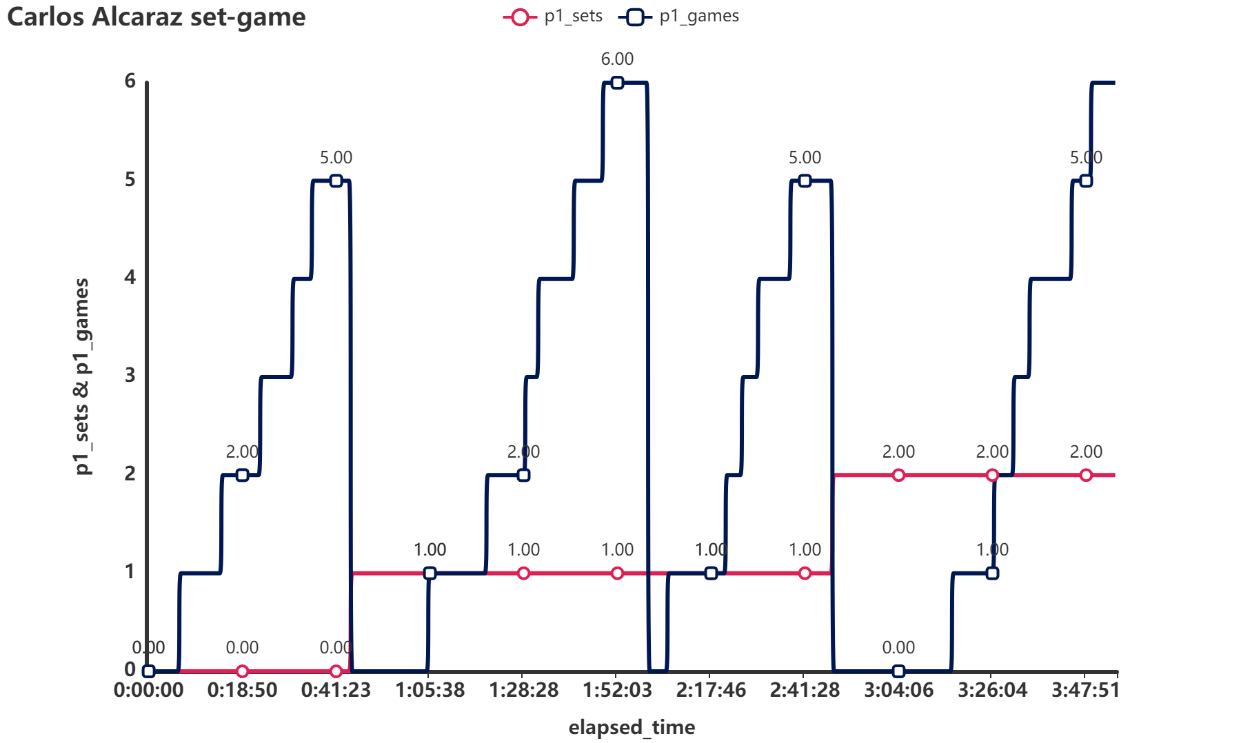 Carlos Alcaraz set-game
p1_sets p1_games
6.00
6
5.00 5.00 5.00
5
4
3
2.00 2.00 2.00 2.00 2.00
2
1.00 1.00 1.00 1.00 1.00 1.00
1
0.00 0.00 0.00 0.00
0
0:00:00 0:18:50 0:41:23 1:05:38 1:28:28 1:52:03 2:17:46 2:41:28 3:04:06 3:26:04 3:47:51
p1_sets & p1_games
elapsed_time